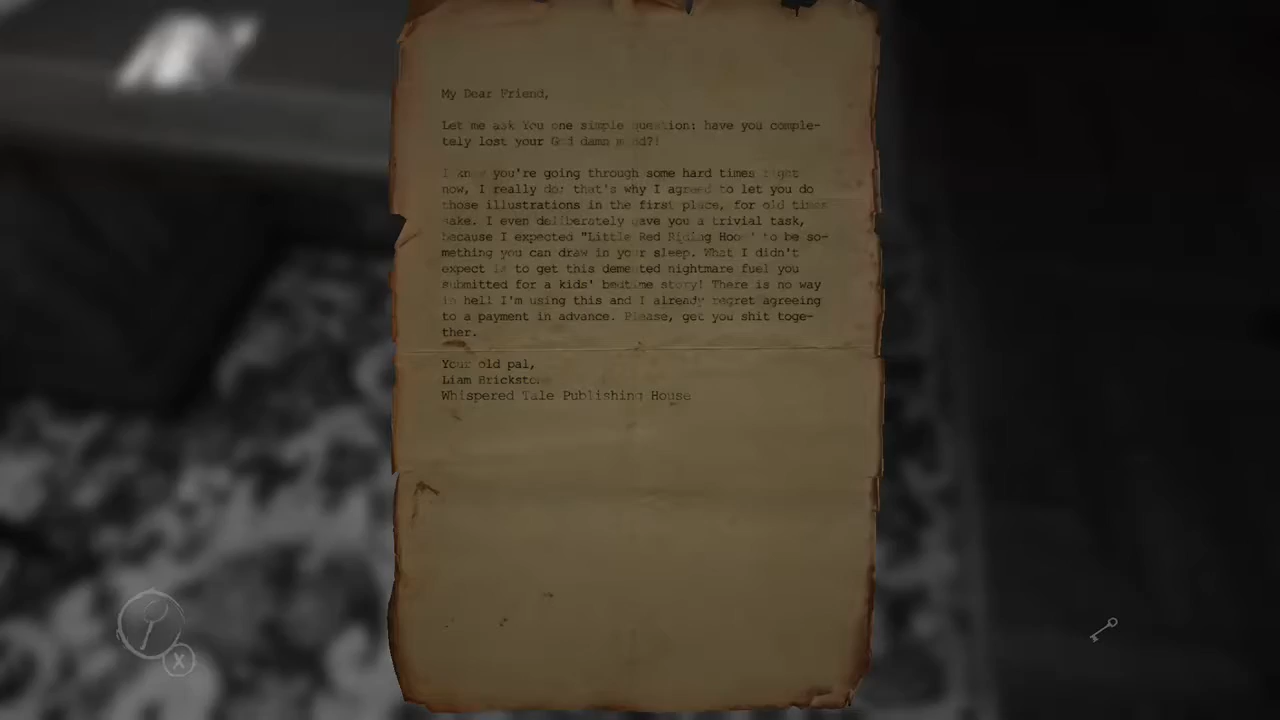 My Dear Friend,
Let me ask You one simple question: have you comple-
tely lost your God damn mind?!
I know you're going through some hard times right
now, I really do: that's why I agreed to let you do
those illustrations in the first place, for old times
sake. I even deliberately gave you a trivial task,
because I expected "Little Red Riding Hood" to be so-
mething you can draw in your sleep. What I didn't
expect is to get this demented nightmare fuel you
submitted for a kids' bedtime story! There is no way
in hell I'm using this and I already regret agreeing
to a payment in advance. Please, get you shit toge-
ther.
Your old pal,
Liam Brickstone
Whispered Tale Publishing House
X